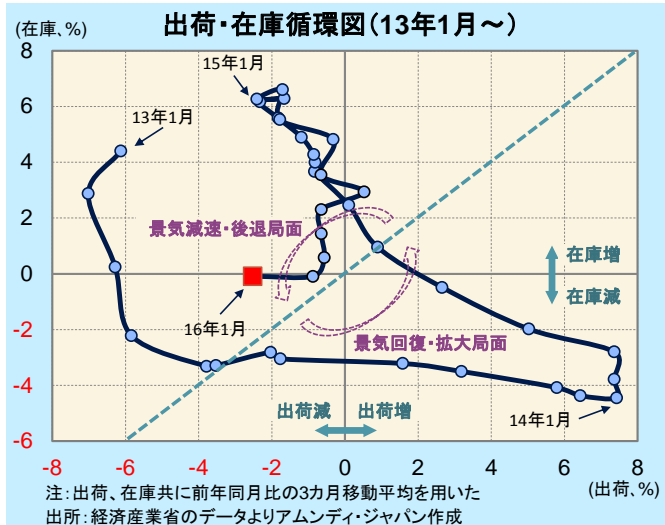 出荷・在庫循環図(13年1月～)
(在庫、%)
8
6
4
2
0
-2
-4
-6
15年1月
13年1月
景気減速・後退局面
在庫増
在庫減
16年1月
景気回復・拡大局面
出荷減 出荷増
14年1月
-8 -6 -4 -2 0 2 4 6 8
(出荷、%)
注：出荷、在庫共に前年同月比の3カ月移動平均を用いた
出所：経済産業省のデータよりアムンディ・ジャパン作成